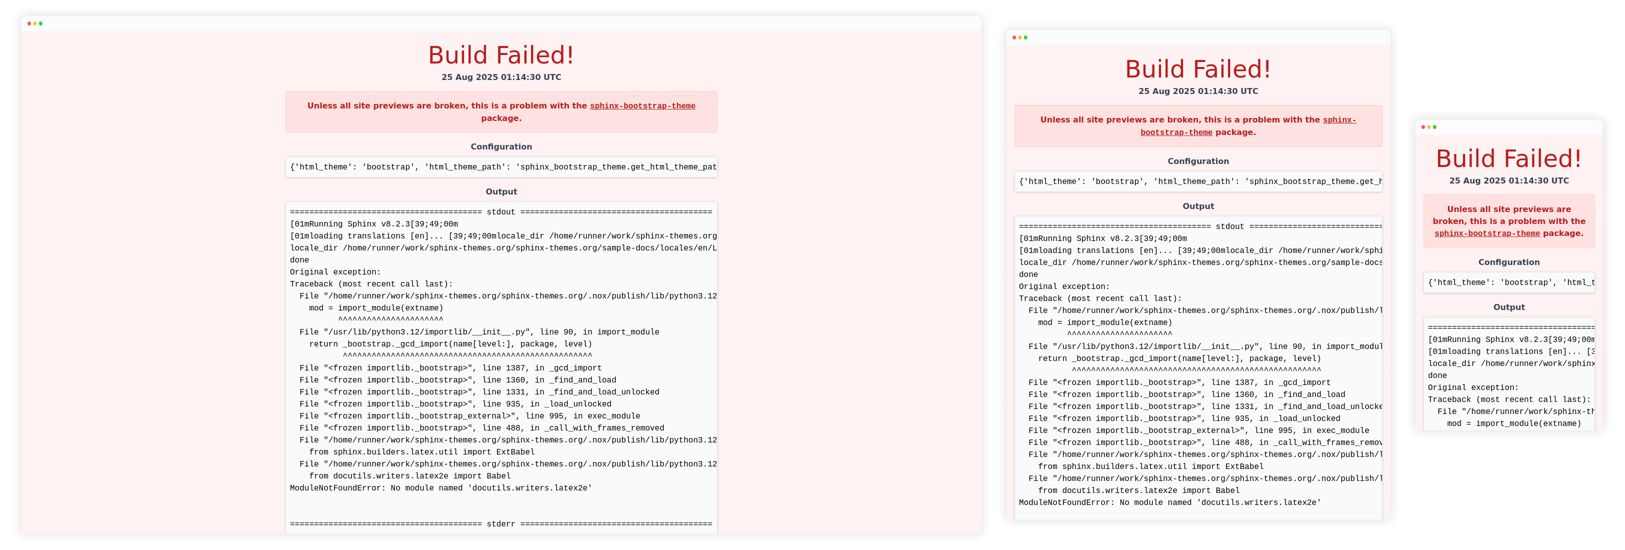 Build Failed!
25 Aug 2025 01:14:30 UTC
Unless all site previews are broken, this is a problem with the sphinx-bootstrap-theme
package.
Configuration
{'html_theme': 'bootstrap', 'html_theme_path': 'sphinx_bootstrap_theme.get_html_theme_pat
Output
======================================== stdout ========================================
[01mRunning Sphinx v8.2.3[39;49;00m
[01mloading translations [en]... [39;49;00mlocale_dir /home/runner/work/sphinx-themes.org
locale_dir /home/runner/work/sphinx-themes.org/sphinx-themes.org/sample-docs/locales/en/L
done
Original exception:
Traceback (most recent call last):
  File "/home/runner/work/sphinx-themes.org/sphinx-themes.org/.nox/publish/lib/python3.12
    mod = import_module(extname)
          ^^^^^^^^^^^^^^^^^^^^^^
  File "/usr/lib/python3.12/importlib/__init__.py", line 90, in import_module
    return _bootstrap._gcd_import(name[level:], package, level)
           ^^^^^^^^^^^^^^^^^^^^^^^^^^^^^^^^^^^^^^^^^^^^^^^^^^^^
  File "<frozen importlib._bootstrap>", line 1387, in _gcd_import
  File "<frozen importlib._bootstrap>", line 1360, in _find_and_load
  File "<frozen importlib._bootstrap>", line 1331, in _find_and_load_unlocked
  File "<frozen importlib._bootstrap>", line 935, in _load_unlocked
  File "<frozen importlib._bootstrap_external>", line 995, in exec_module
  File "<frozen importlib._bootstrap>", line 488, in _call_with_frames_removed
  File "/home/runner/work/sphinx-themes.org/sphinx-themes.org/.nox/publish/lib/python3.12
    from sphinx.builders.latex.util import ExtBabel
  File "/home/runner/work/sphinx-themes.org/sphinx-themes.org/.nox/publish/lib/python3.12
    from docutils.writers.latex2e import Babel
ModuleNotFoundError: No module named 'docutils.writers.latex2e'
======================================== stderr ========================================
Build Failed!
25 Aug 2025 01:14:30 UTC
Unless all site previews are broken, this is a problem with the sphinx-
bootstrap-theme package.
Configuration
{'html_theme': 'bootstrap', 'html_theme_path': 'sphinx_bootstrap_theme.get_h
Output
======================================== stdout ============================
[01mRunning Sphinx v8.2.3[39;49;00m
[01mloading translations [en]... [39;49;00mlocale_dir /home/runner/work/sphi
locale_dir /home/runner/work/sphinx-themes.org/sphinx-themes.org/sample-docs
done
Original exception:
Traceback (most recent call last):
  File "/home/runner/work/sphinx-themes.org/sphinx-themes.org/.nox/publish/l
    mod = import_module(extname)
          ^^^^^^^^^^^^^^^^^^^^^^
  File "/usr/lib/python3.12/importlib/__init__.py", line 90, in import_modul
    return _bootstrap._gcd_import(name[level:], package, level)
           ^^^^^^^^^^^^^^^^^^^^^^^^^^^^^^^^^^^^^^^^^^^^^^^^^^^^
  File "<frozen importlib._bootstrap>", line 1387, in _gcd_import
  File "<frozen importlib._bootstrap>", line 1360, in _find_and_load
  File "<frozen importlib._bootstrap>", line 1331, in _find_and_load_unlocke
  File "<frozen importlib._bootstrap>", line 935, in _load_unlocked
  File "<frozen importlib._bootstrap_external>", line 995, in exec_module
  File "<frozen importlib._bootstrap>", line 488, in _call_with_frames_remov
  File "/home/runner/work/sphinx-themes.org/sphinx-themes.org/.nox/publish/l
    from sphinx.builders.latex.util import ExtBabel
  File "/home/runner/work/sphinx-themes.org/sphinx-themes.org/.nox/publish/l
    from docutils.writers.latex2e import Babel
ModuleNotFoundError: No module named 'docutils.writers.latex2e'
Build Failed!
25 Aug 2025 01:14:30 UTC
Unless all site previews are
broken, this is a problem with the
sphinx-bootstrap-theme package.
Configuration
{'html_theme': 'bootstrap', 'html_t
Output
===================================
[01mRunning Sphinx v8.2.3[39;49;00m
[01mloading translations [en]... [3
locale_dir /home/runner/work/sphinx
done
Original exception:
Traceback (most recent call last):
  File "/home/runner/work/sphinx-th
    mod = import_module(extname)